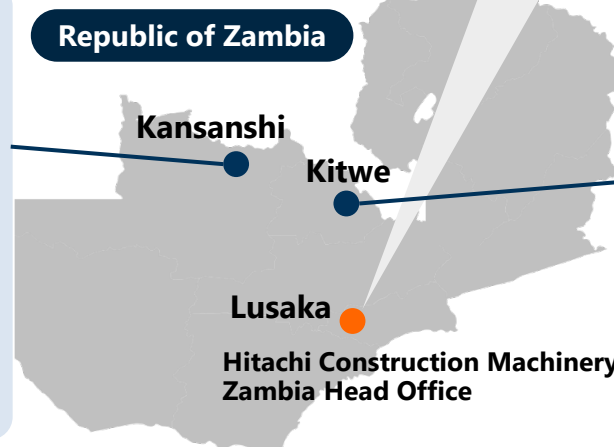 Republic of Zambia
Kansanshi
Kitwe
Lusaka
Hitachi Construction Machinery
Zambia Head Office